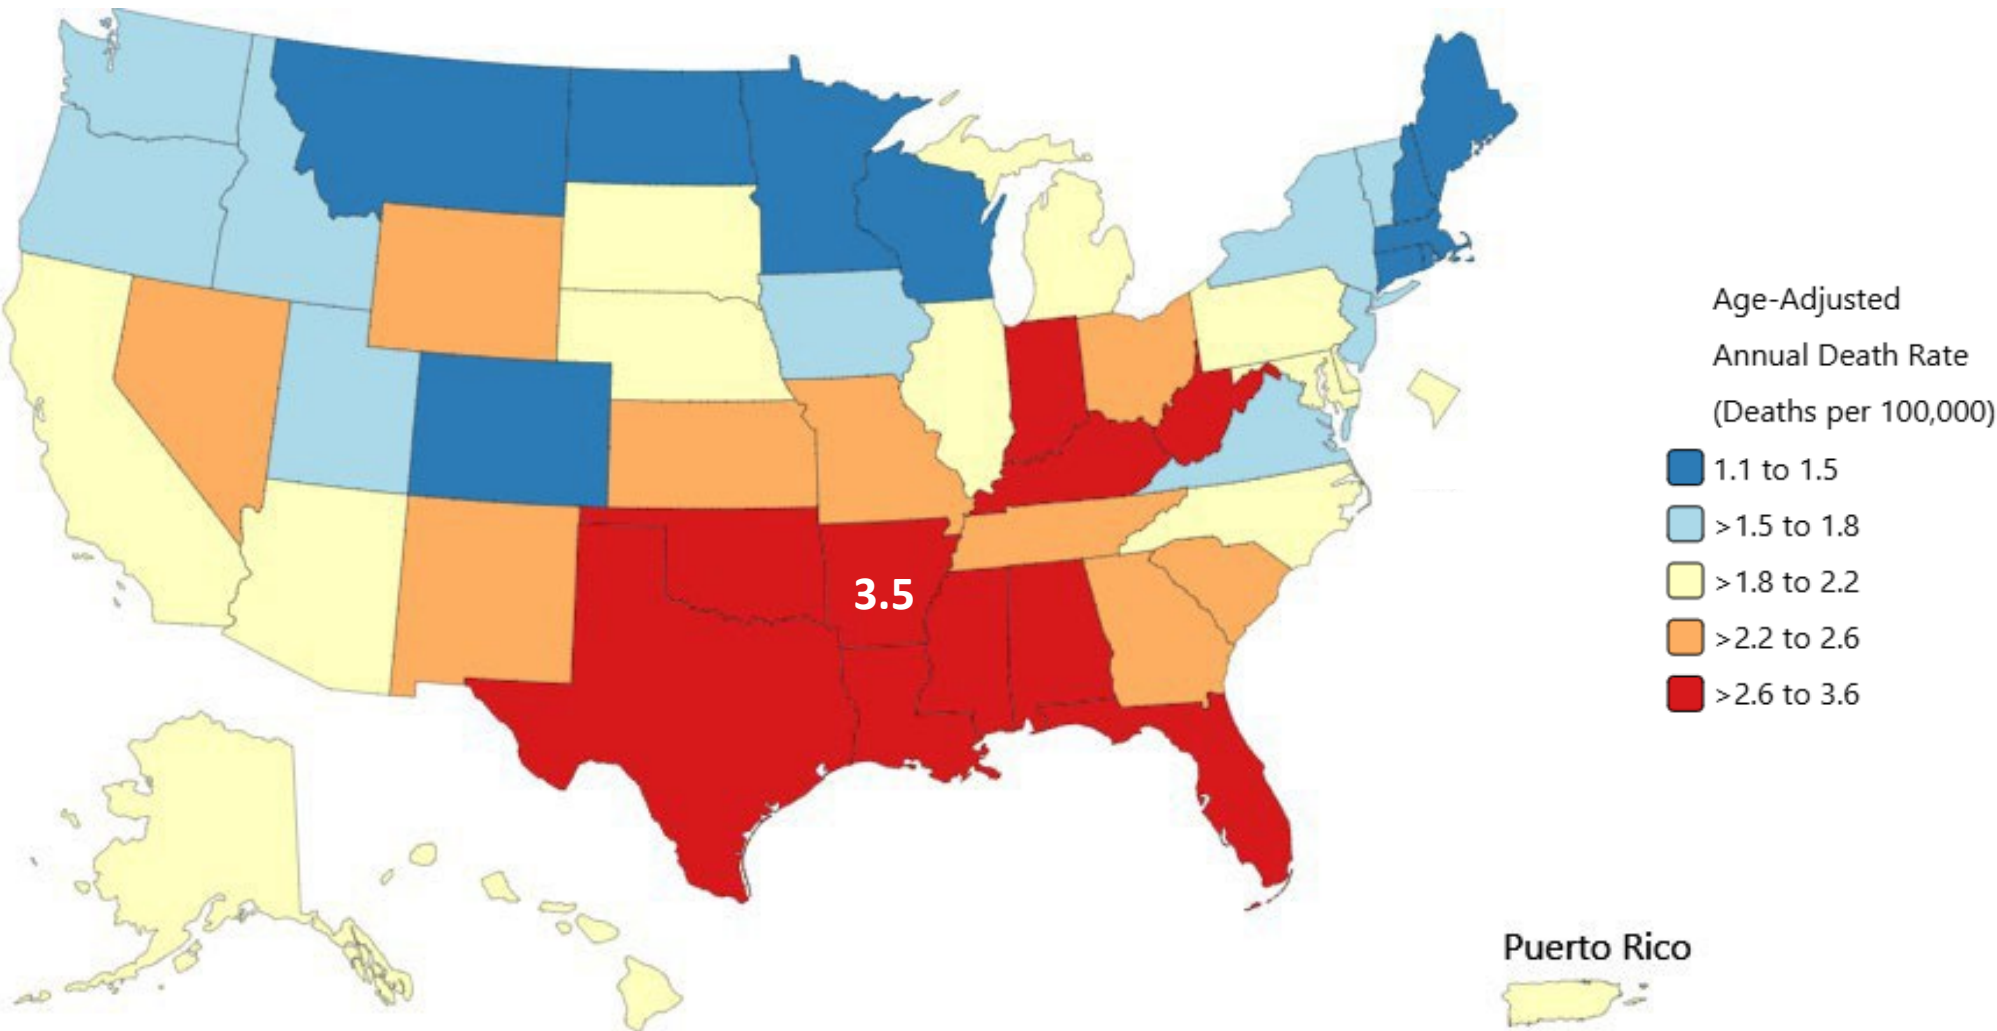 3.5
Age-Adjusted
Annual Death Rate
(Deaths per 100,000)
1.1 to 1.5
>1.5 to 1.8
>1.8 to 2.2
>2.2 to 2.6
>2.6 to 3.6
Puerto Rico